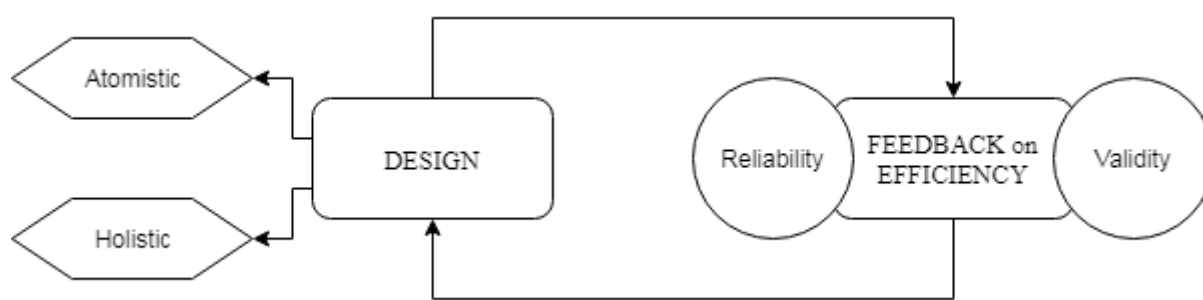 Atomistic
Holistic
DESIGN
Reliability
FEEDBACK on
EFFICIENCY
Validity